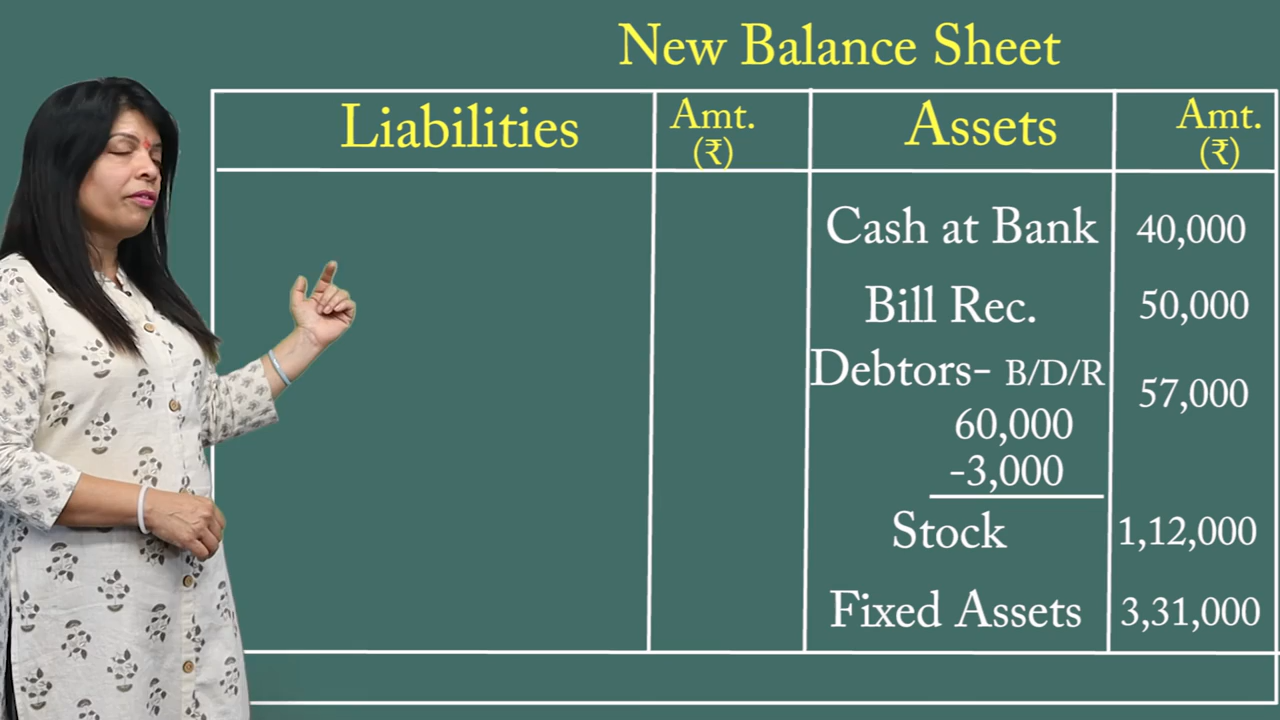 New Balance Sheet
Liabilities
Amt.
(₹)
Assets
Amt.
(₹)
Cash at Bank 40,000
Bill Rec. 50,000
Debtors- B/D/R 57,000
60,000
-3,000
Stock 1,12,000
Fixed Assets 3,31,000